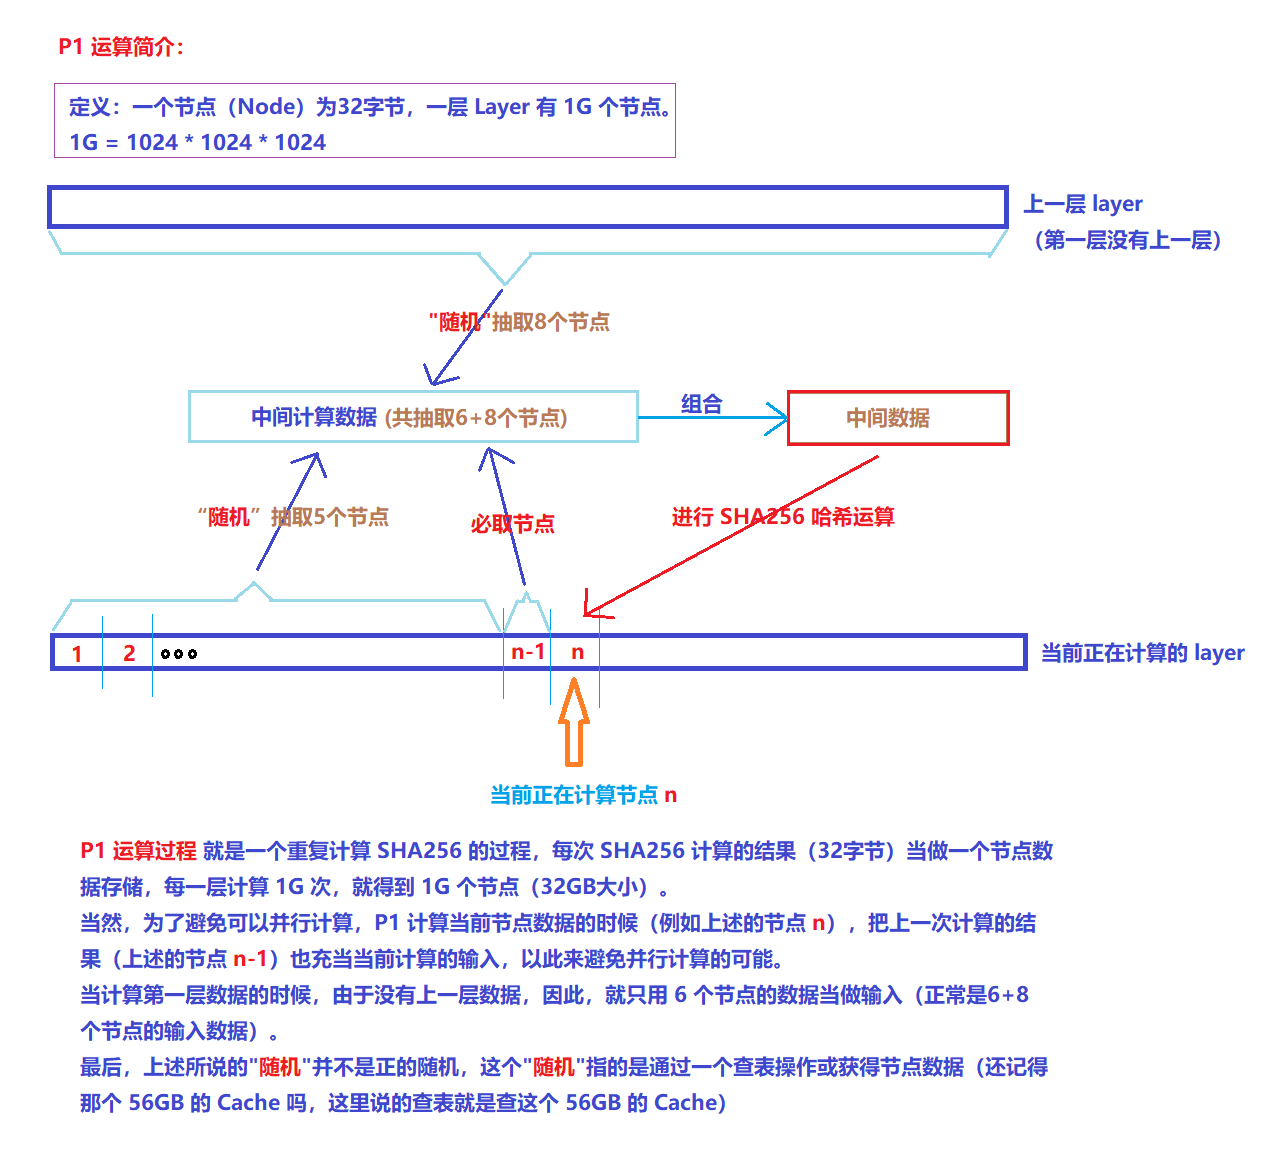 P1 运算简介：
定义：一个节点（Node）为32字节，一层 Layer 有 1G 个节点。
1G = 1024 * 1024 * 1024
上一层 layer
（第一层没有上一层）
"随机"抽取8个节点
中间计算数据 (共抽取6+8个节点)
组合
中间数据
“随机”抽取5个节点
必取节点
进行 SHA256 哈希运算
1 2 ooo n-1 n
当前正在计算的 layer
当前正在计算节点 n
P1 运算过程 就是一个重复计算 SHA256 的过程，每次 SHA256 计算的结果（32字节）当做一个节点数
据存储，每一层计算 1G 次，就得到 1G 个节点（32GB大小）。
当然，为了避免可以并行计算，P1 计算当前节点数据的时候（例如上述的节点 n），把上一次计算的结
果（上述的节点 n-1）也充当当前计算的输入，以此来避免并行计算的可能。
当计算第一层数据的时候，由于没有上一层数据，因此，就只用 6 个节点的数据当做输入（正常是6+8
个节点的输入数据）。
最后，上述所说的"随机"并不是正的随机，这个"随机"指的是通过一个查表操作或获得节点数据（还记得
那个 56GB 的 Cache 吗，这里说的查表就是查这个 56GB 的 Cache）